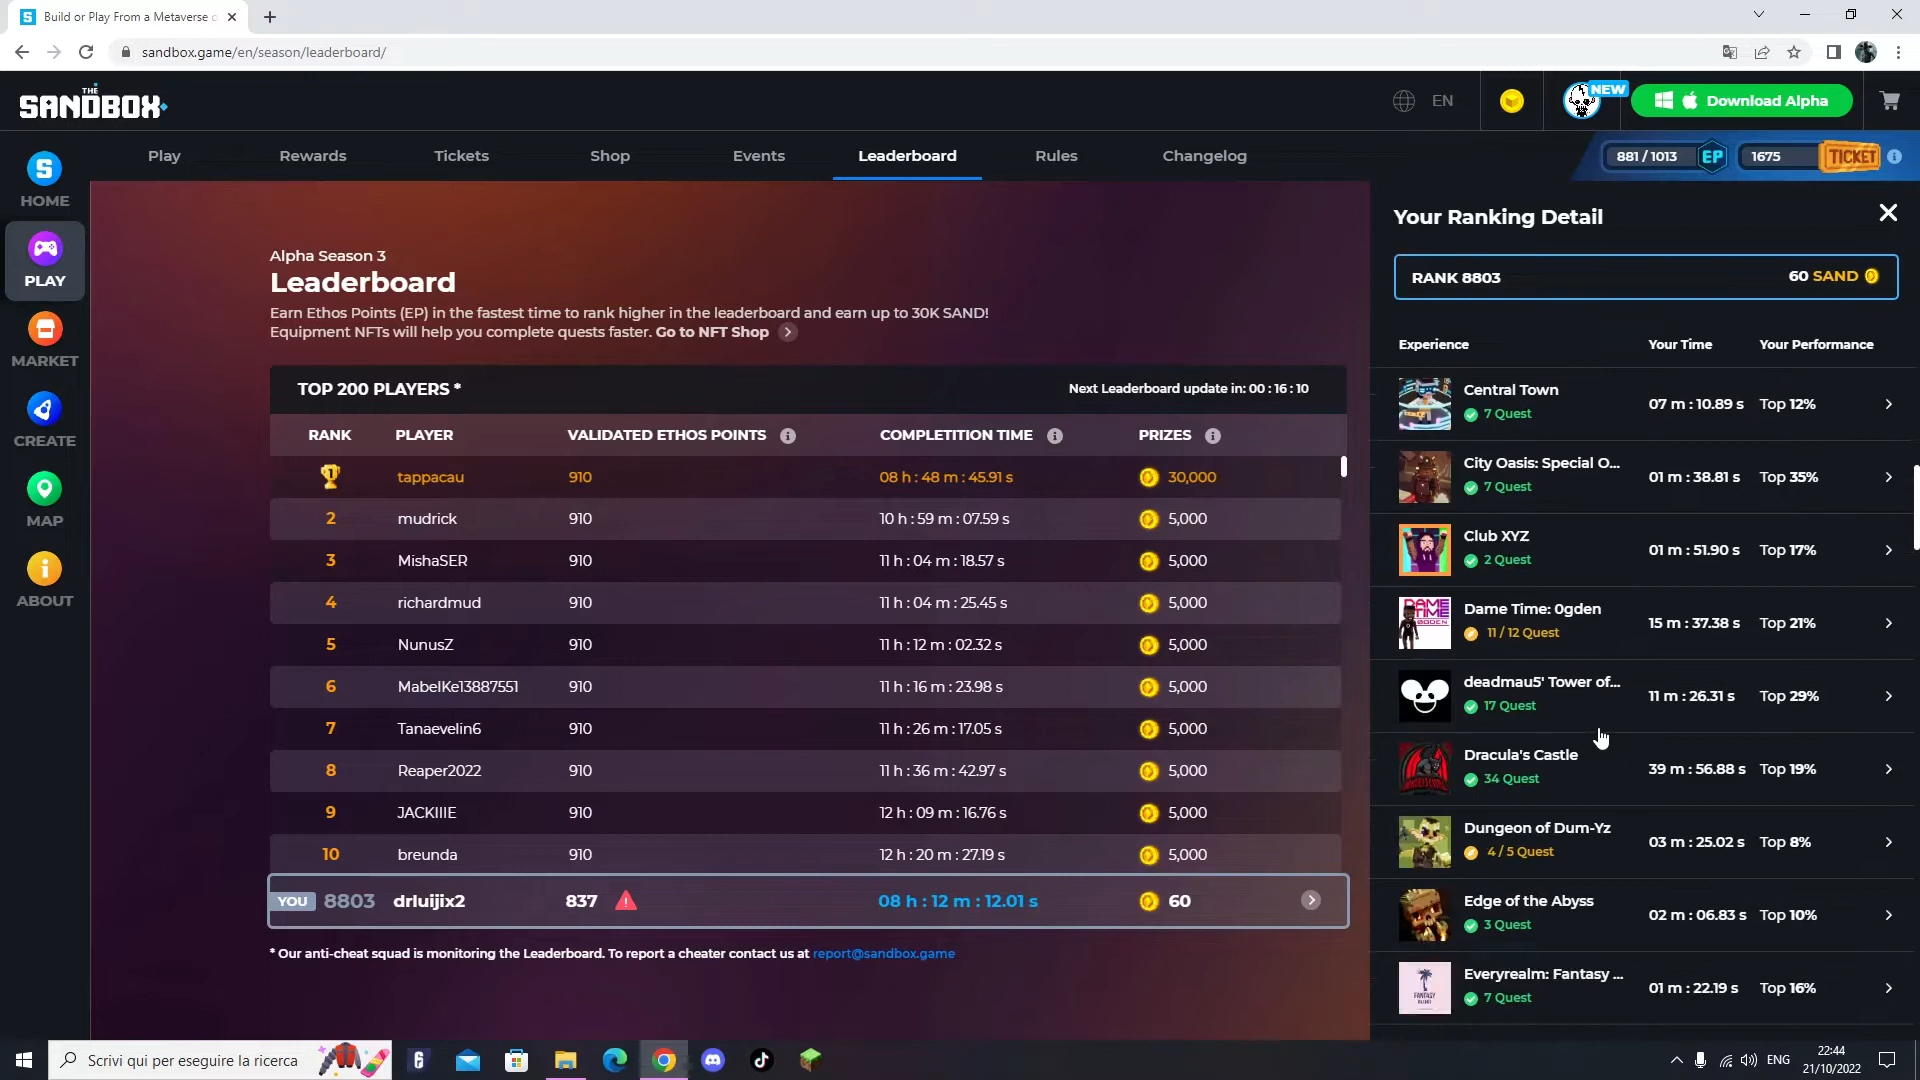 Build or Play From a Metaverse o
sandbox.game/en/season/leaderboard/
THE
SANDBOX
EN
NEW
Download Alpha
Play
Rewards
Tickets
Shop
Events
Leaderboard
Rules
Changelog
881 / 1013
EP
1675
TICKET
HOME
PLAY
MARKET
CREATE
MAP
ABOUT
Alpha Season 3
Leaderboard
Earn Ethos Points (EP) in the fastest time to rank higher in the leaderboard and earn up to 30K SAND!
Equipment NFTs will help you complete quests faster. Go to NFT Shop
TOP 200 PLAYERS *
Next Leaderboard update in: 00 : 16 : 10
RANK PLAYER VALIDATED ETHOS POINTS COMPLETITION TIME PRIZES
1 tappacau 910 08 h : 48 m : 45.91 s 30,000
2 mudrick 910 10 h : 59 m : 07.59 s 5,000
3 MishaSER 910 11 h : 04 m : 18.57 s 5,000
4 richardmud 910 11 h : 04 m : 25.45 s 5,000
5 NunusZ 910 11 h : 12 m : 02.32 s 5,000
6 MabelKe13887551 910 11 h : 16 m : 23.98 s 5,000
7 Tanaevelin6 910 11 h : 26 m : 17.05 s 5,000
8 Reaper2022 910 11 h : 36 m : 42.97 s 5,000
9 JACKIIIE 910 12 h : 09 m : 16.76 s 5,000
10 breunda 910 12 h : 20 m : 27.19 s 5,000
YOU 8803 drluijix2 837 08 h : 12 m : 12.01 s 60
* Our anti-cheat squad is monitoring the Leaderboard. To report a cheater contact us at report@sandbox.game
Your Ranking Detail
RANK 8803 60 SAND
Experience Your Time Your Performance
Central Town
7 Quest
07 m : 10.89 s Top 12%
City Oasis: Special O...
7 Quest
01 m : 38.81 s Top 35%
Club XYZ
2 Quest
01 m : 51.90 s Top 17%
DAME TIME
Dame Time: 0gden
11 / 12 Quest
15 m : 37.38 s Top 21%
deadmau5' Tower of...
17 Quest
11 m : 26.31 s Top 29%
Dracula's Castle
34 Quest
39 m : 56.88 s Top 19%
Dungeon of Dum-Yz
4 / 5 Quest
03 m : 25.02 s Top 8%
Edge of the Abyss
3 Quest
02 m : 06.83 s Top 10%
FANTASY
Everyrealm: Fantasy ...
7 Quest
01 m : 22.19 s Top 16%
Scrivi qui per eseguire la ricerca
ENG
22:44
21/10/2022